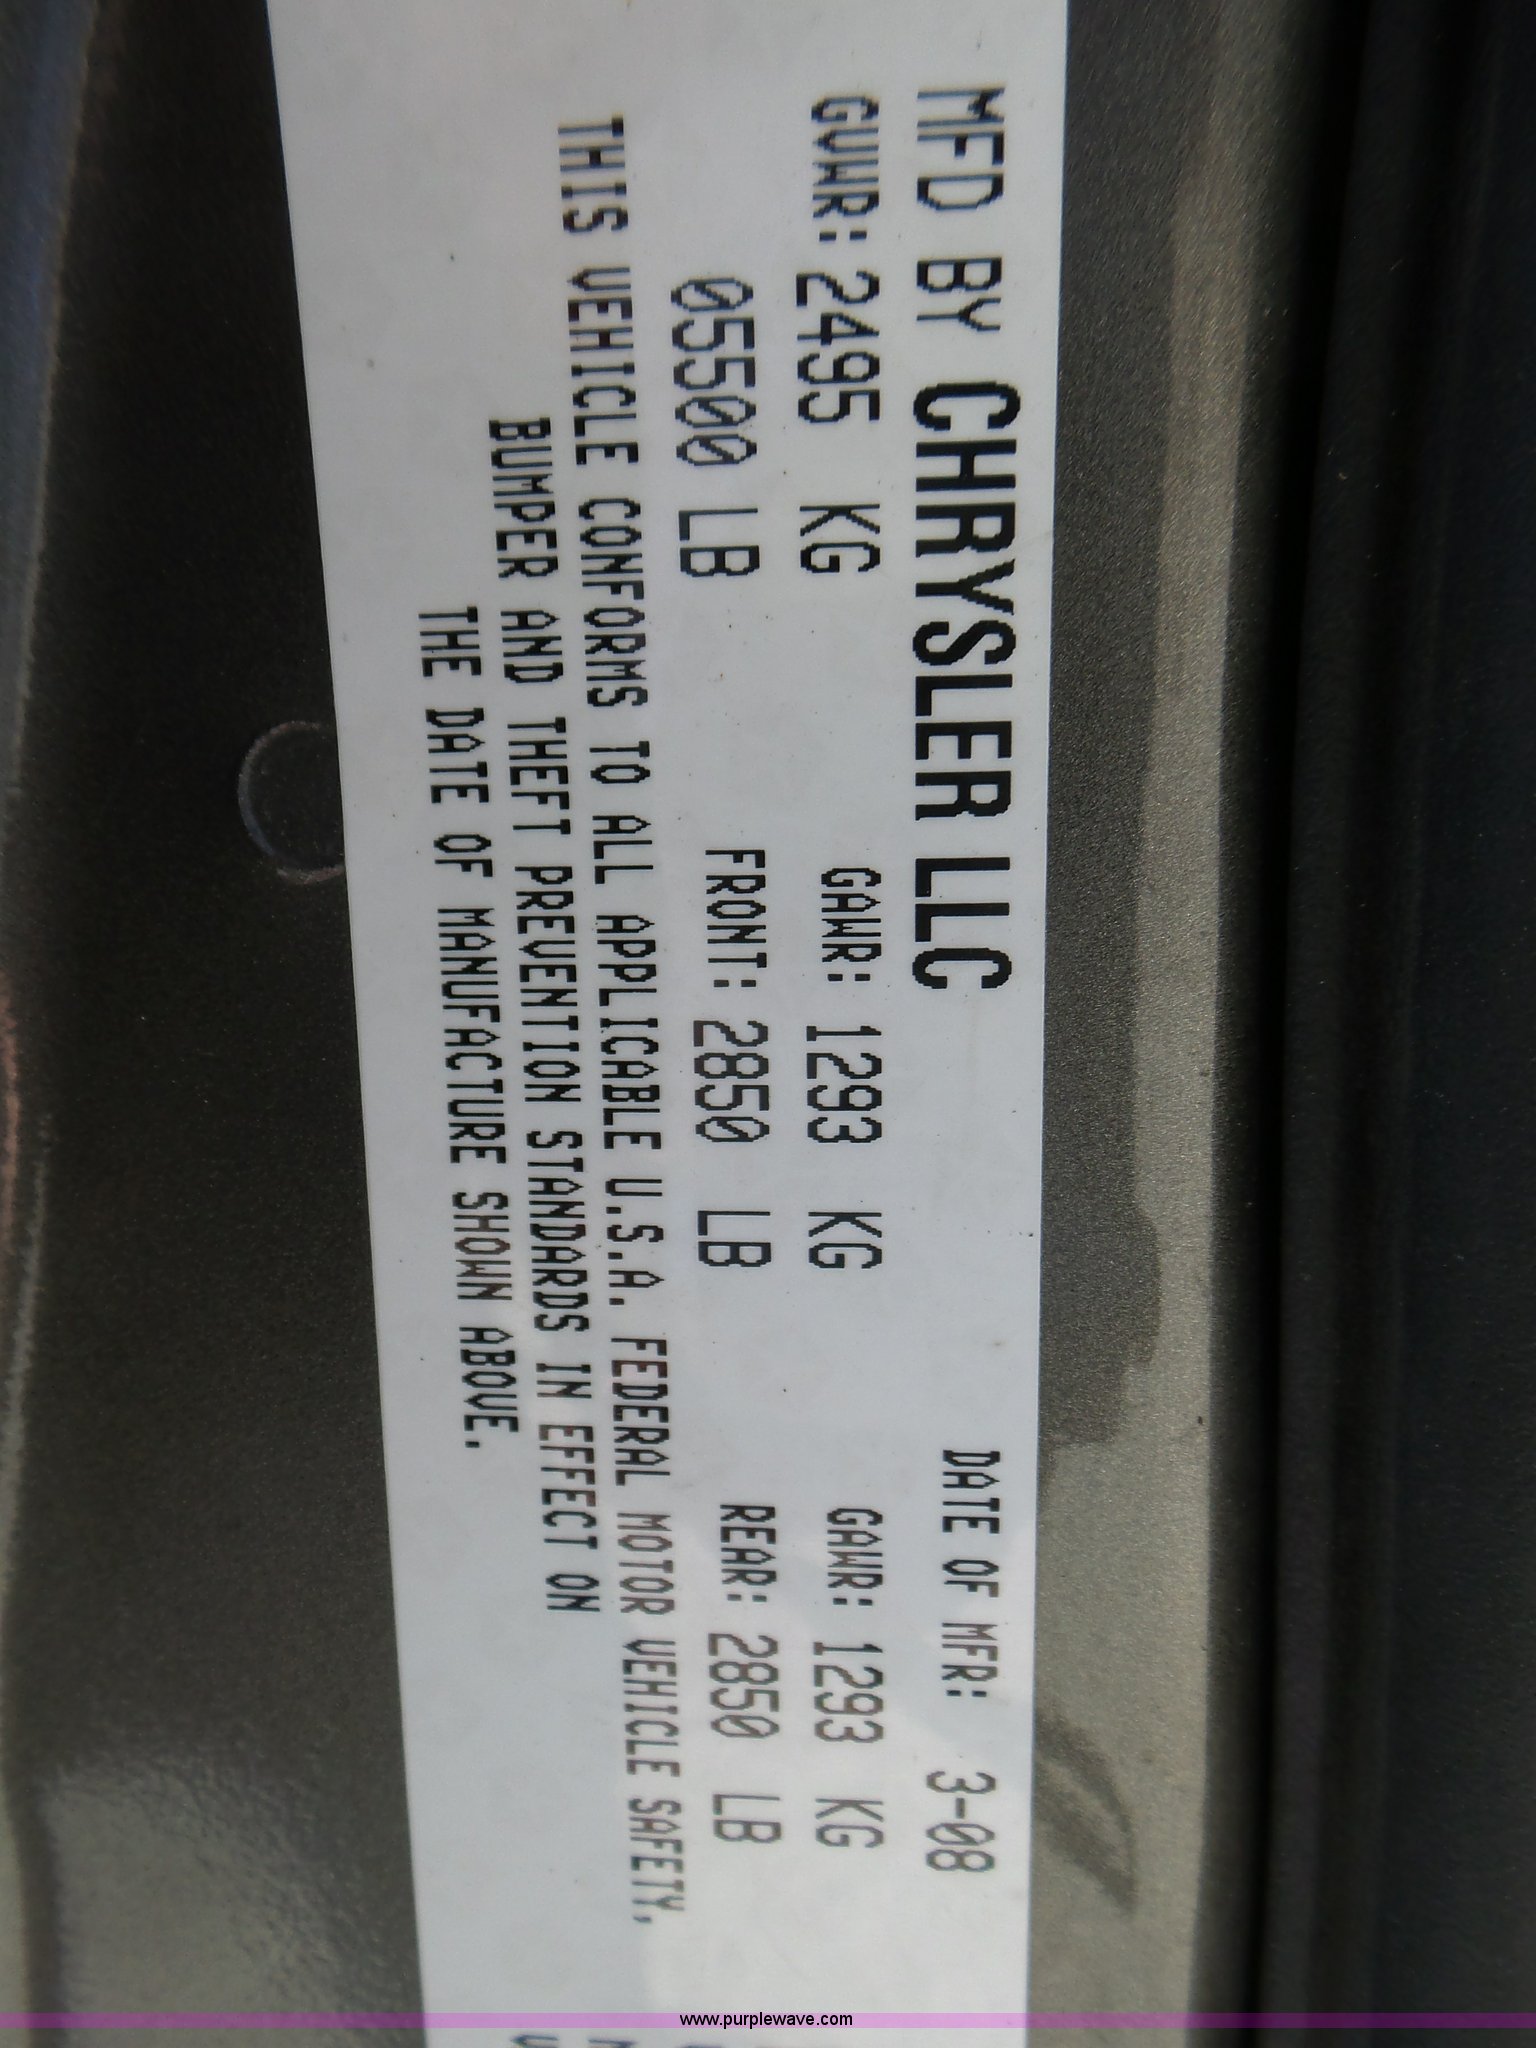 MFD BY CHRYSLER LLC DATE OF MFR: 3-08
GVWR: 2495 KG GAWR: 1293 KG GAWR: 1293 KG
05500 LB FRONT: 2850 LB REAR: 2850 LB
THIS VEHICLE CONFORMS TO ALL APPLICABLE U.S.A. FEDERAL MOTOR VEHICLE SAFETY,
BUMPER AND THEFT PREVENTION STANDARDS IN EFFECT ON
THE DATE OF MANUFACTURE SHOWN ABOVE.
www.purplewave.com